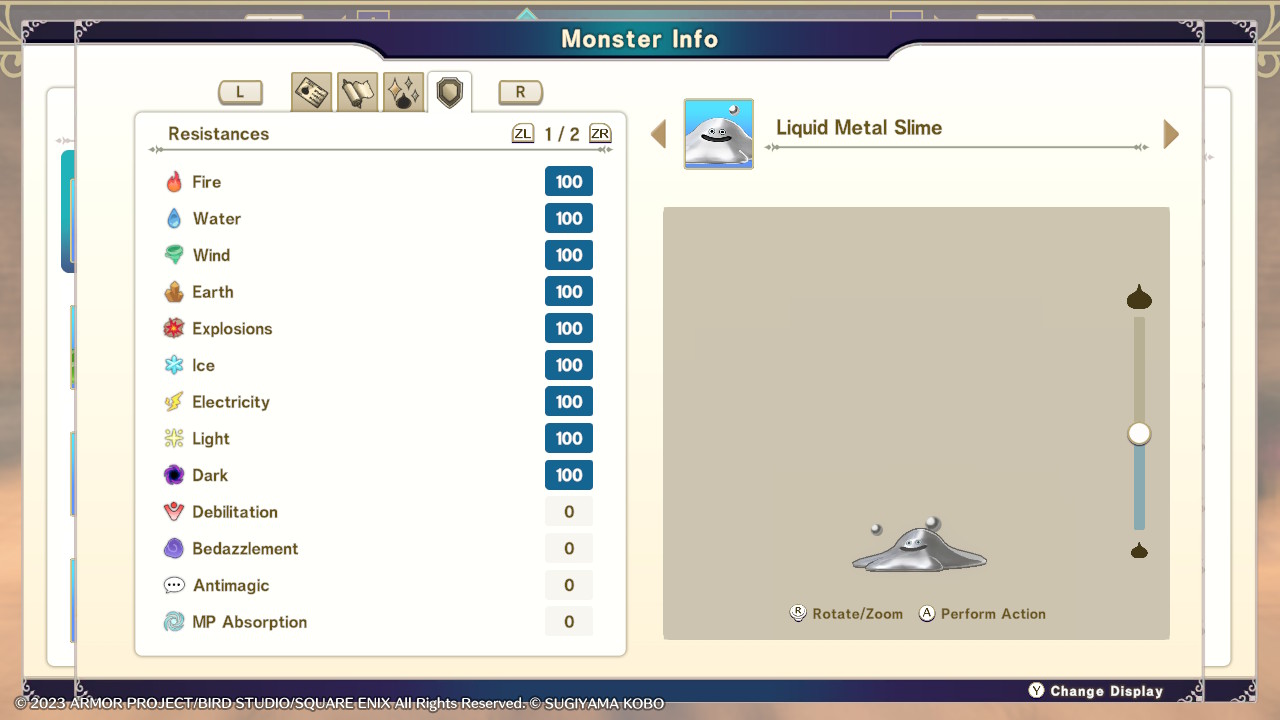 Monster Info
L R
Resistances ZL 1 / 2 ZR
Fire 100
Water 100
Wind 100
Earth 100
Explosions 100
Ice 100
Electricity 100
Light 100
Dark 100
Debilitation 0
Bedazzlement 0
Antimagic 0
MP Absorption 0
Liquid Metal Slime
R Rotate/Zoom A Perform Action
Y Change Display
© 2023 ARMOR PROJECT/BIRD STUDIO/SQUARE ENIX All Rights Reserved. © SUGIYAMA KOBO